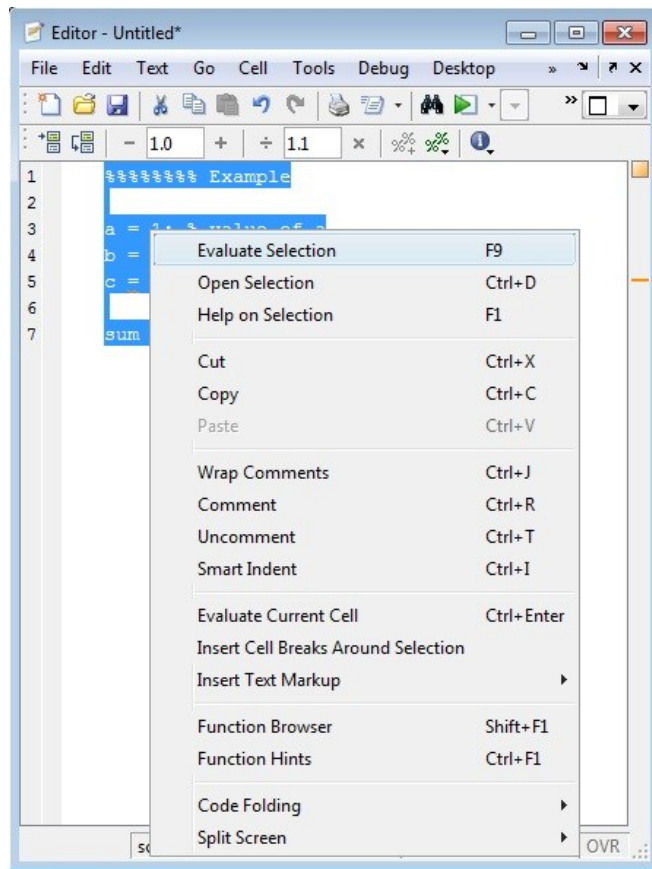 Editor - Untitled*
File Edit Text Go Cell Tools Debug Desktop »
»
- 1.0 + ÷ 1.1 ×
1 %%%%%%%% Example
2
3 a = 1; % value of a
4 b =
5 c =
6
7 sum
Evaluate Selection F9
Open Selection Ctrl+D
Help on Selection F1
Cut Ctrl+X
Copy Ctrl+C
Paste Ctrl+V
Wrap Comments Ctrl+J
Comment Ctrl+R
Uncomment Ctrl+T
Smart Indent Ctrl+I
Evaluate Current Cell Ctrl+Enter
Insert Cell Breaks Around Selection
Insert Text Markup
Function Browser Shift+F1
Function Hints Ctrl+F1
Code Folding
Split Screen
OVR